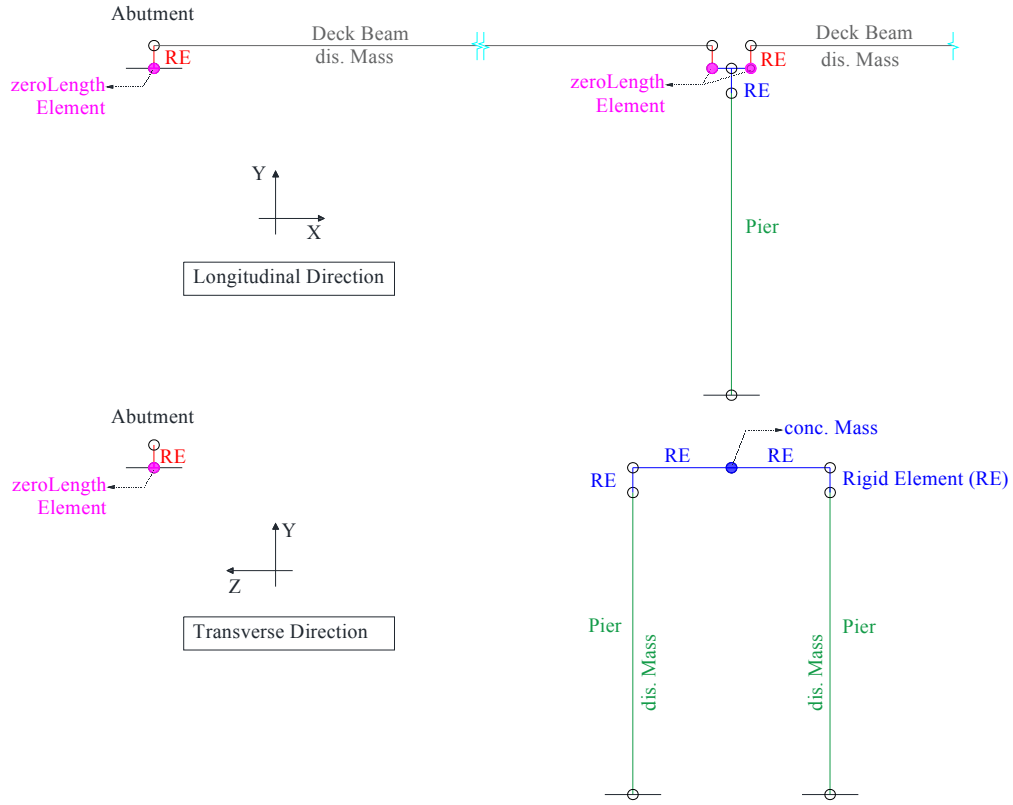 Abutment
Deck Beam
dis. Mass
Deck Beam
dis. Mass
RE
RE
zeroLength
Element
zeroLength
Element
RE
Y
X
Pier
Longitudinal Direction
Abutment
RE
zeroLength
Element
conc. Mass
RE
RE
RE
Rigid Element (RE)
Y
Z
Transverse Direction
Pier
dis. Mass
dis. Mass
Pier